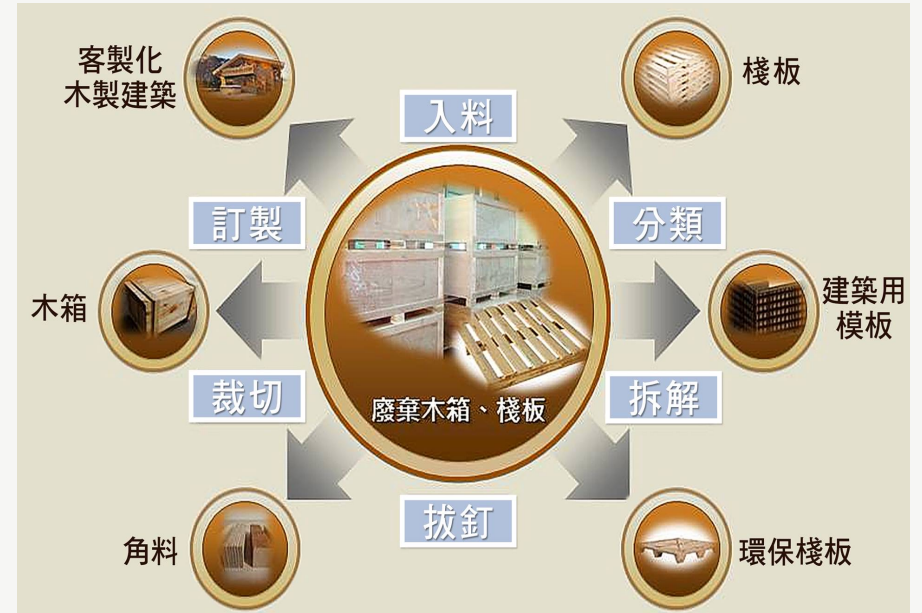 客製化
木製建築
棧板
入料
訂製
分類
木箱
建築用
模板
裁切
拆解
廢棄木箱、棧板
拔釘
角料
環保棧板